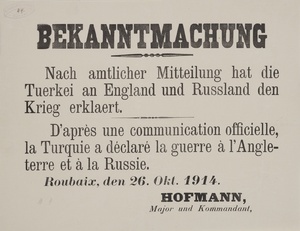 BEKANNTMACHUNG
Nach amtlicher Mitteilung hat die
Tuerkei an England und Russland den
Krieg erklaert.
D'après une communication officielle,
la Turquie a déclaré la guerre à l'Angle-
terre et à la Russie.
Roubaix, den 26. Okt. 1914.
HOFMANN,
Major und Kommandant,